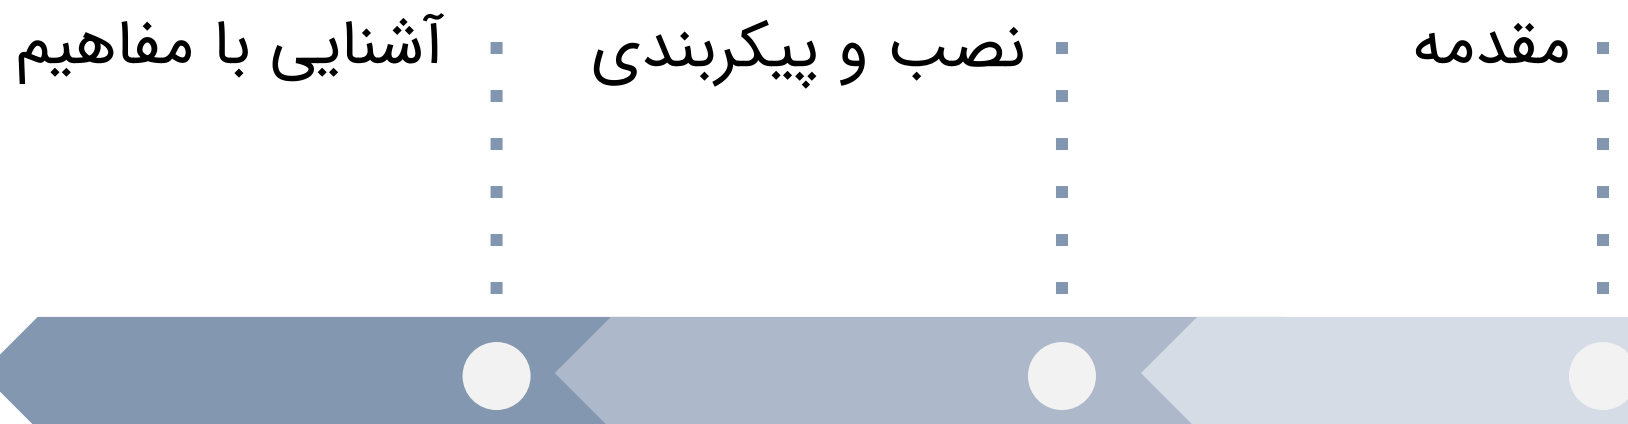 مقدمه
نصب و پیکربندی
آشنایی با مفاهیم